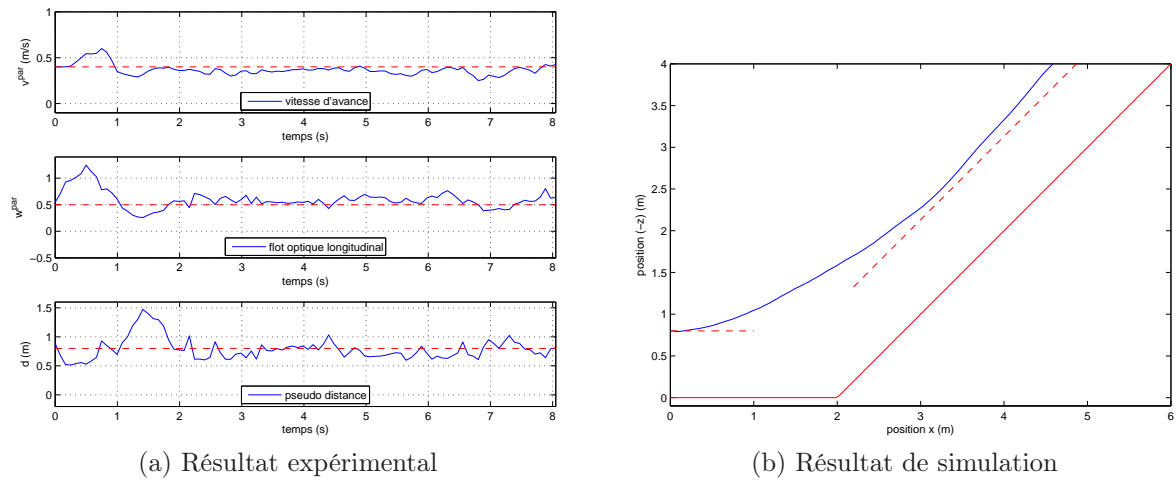 1
0.5
0
v^par (m/s)
0 1 2 3 4 5 6 7 8
vitesse d'avance
temps (s)
1
0.5
0
−0.5
w^par
0 1 2 3 4 5 6 7 8
flot optique longitudinal
temps (s)
1.5
1
0.5
0
d (m)
0 1 2 3 4 5 6 7 8
pseudo distance
temps (s)
(a) Résultat expérimental
4
3.5
3
2.5
2
1.5
1
0.5
0
position (−z) (m)
0 1 2 3 4 5 6
position x (m)
(b) Résultat de simulation